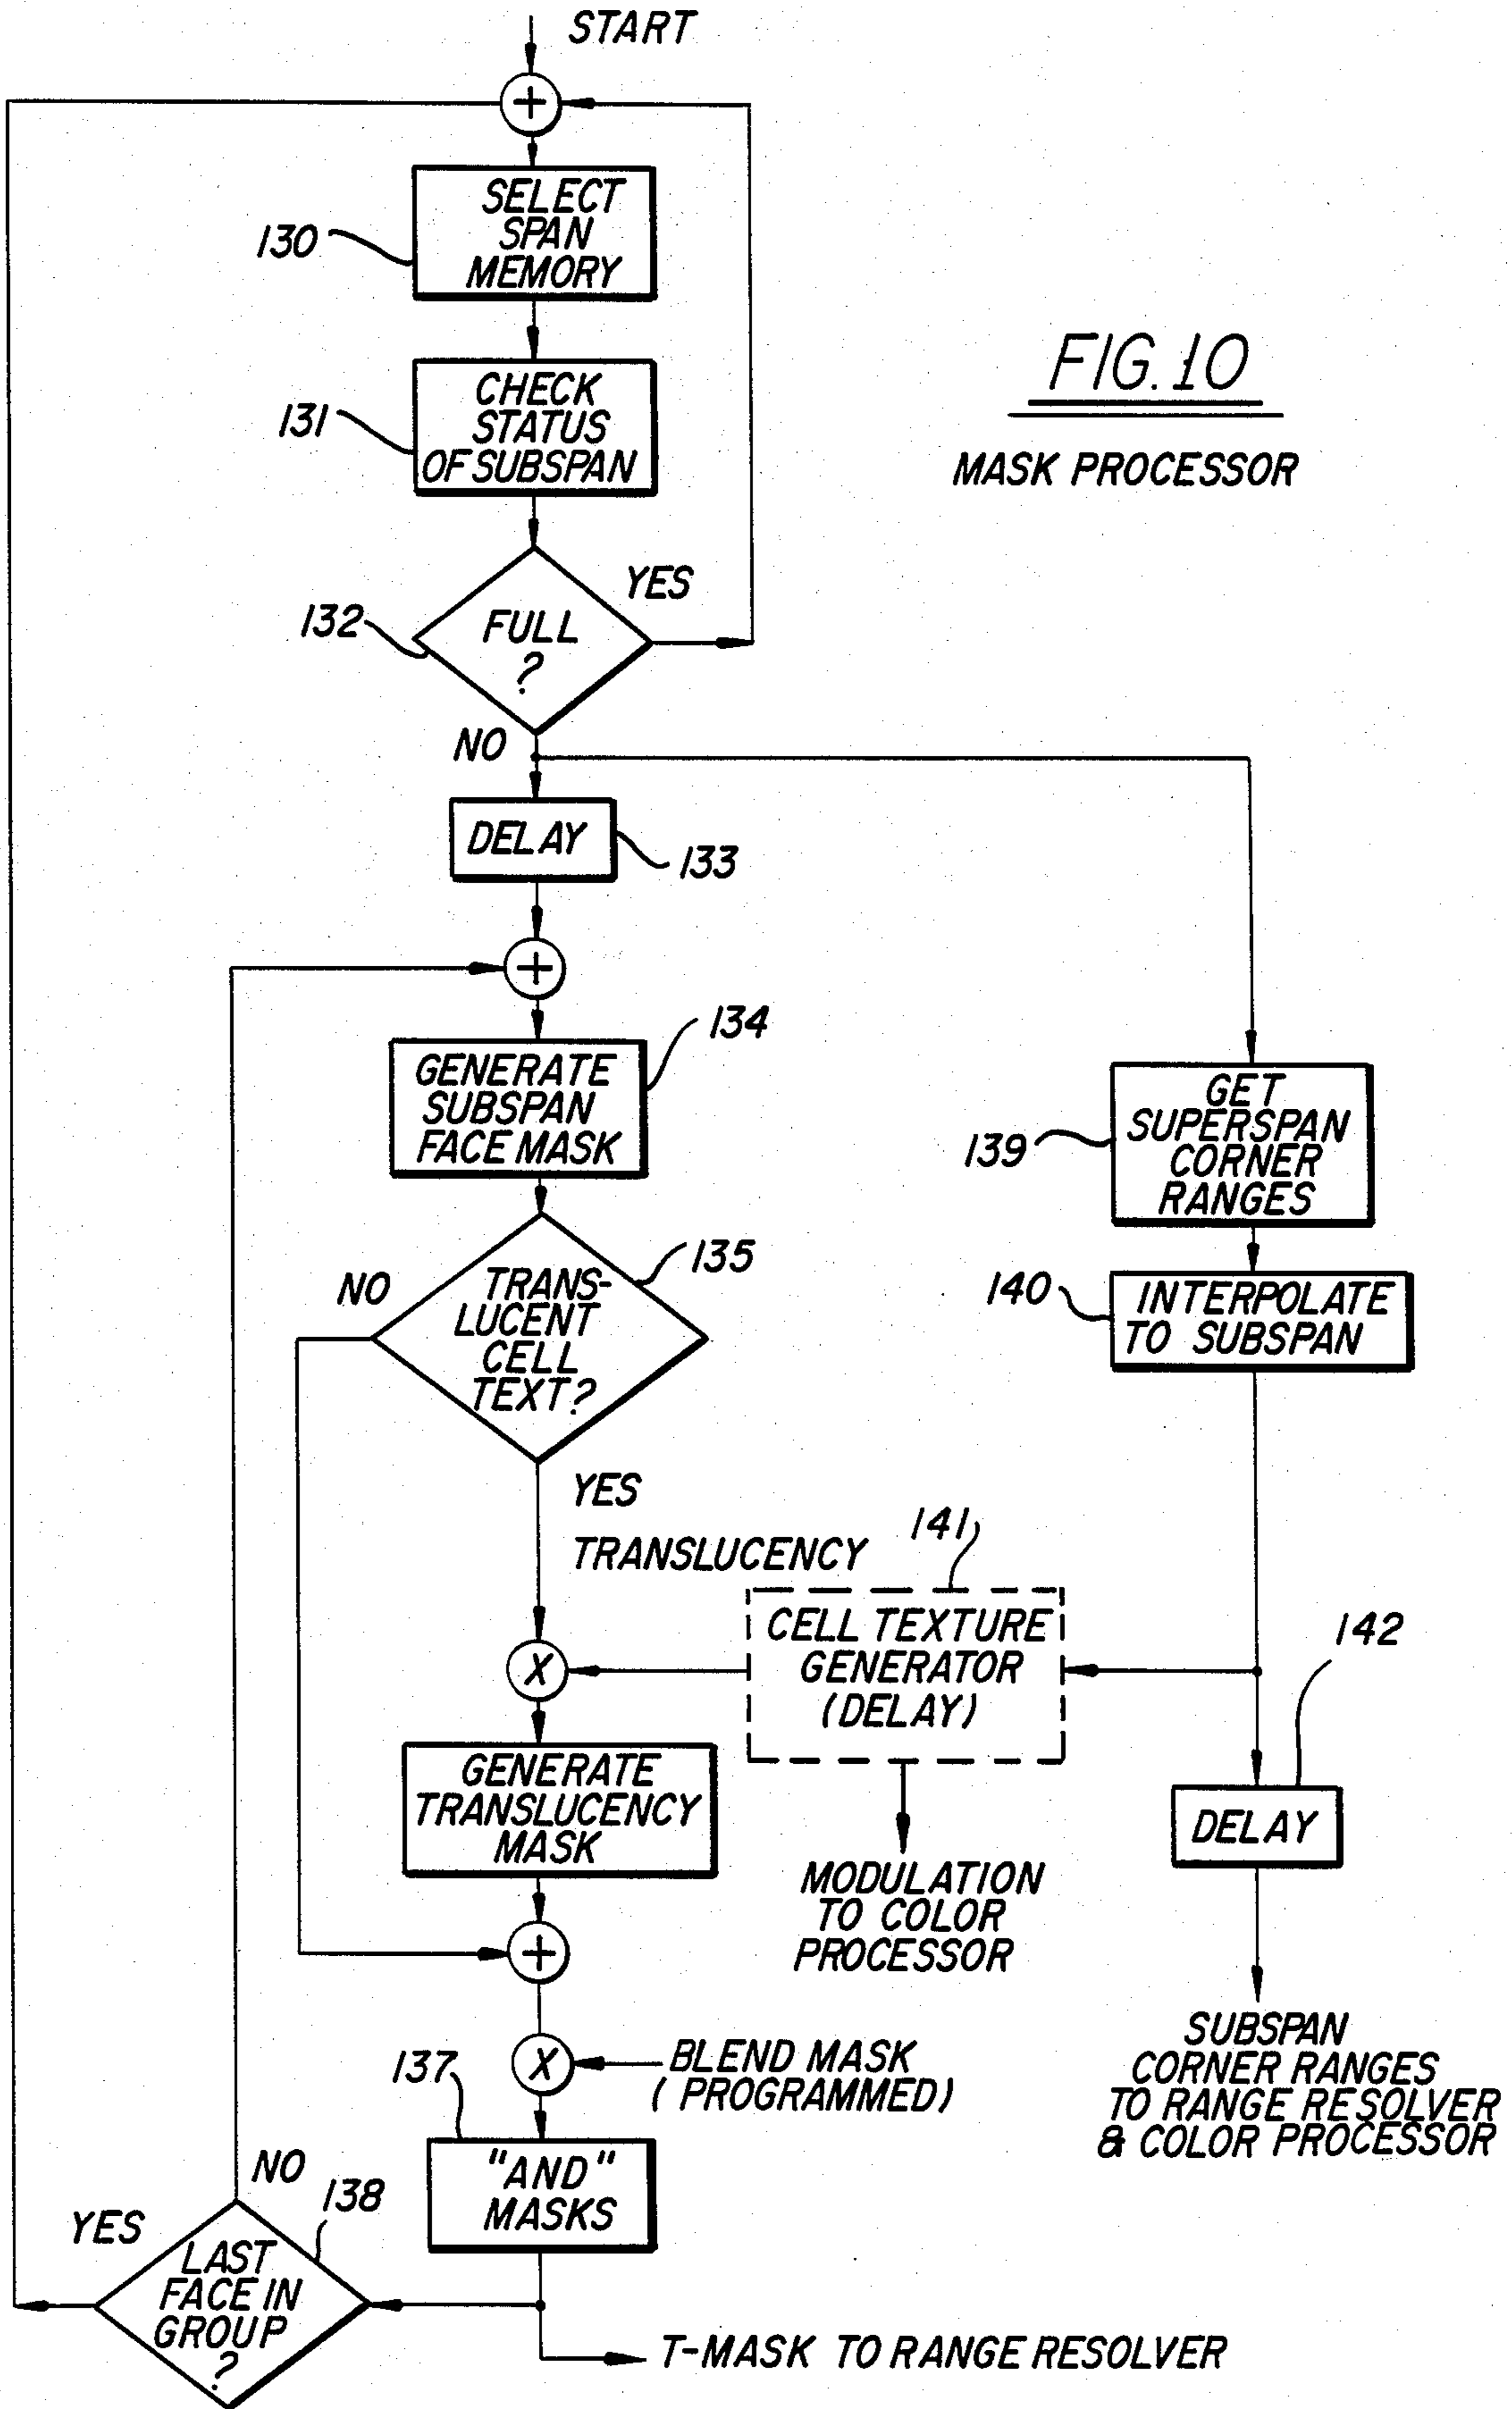 START
+
SELECT
SPAN
MEMORY
130
CHECK
STATUS
OF SUBSPAN
131
FIG. 10
MASK PROCESSOR
YES
FULL
?
132
NO
DELAY
133
+
134
GENERATE
SUBSPAN
FACE MASK
GET
SUPERSPAN
CORNER
RANGES
139
135
NO
TRANS-
LUCENT
CELL
TEXT?
140
INTERPOLATE
TO SUBSPAN
YES
TRANSLUCENCY
141
CELL TEXTURE
GENERATOR
(DELAY)
142
X
GENERATE
TRANSLUCENCY
MASK
DELAY
MODULATION
TO COLOR
PROCESSOR
+
SUBSPAN
CORNER RANGES
TO RANGE RESOLVER
& COLOR PROCESSOR
X
BLEND MASK
(PROGRAMMED)
137
"AND"
MASKS
NO
138
YES
LAST
FACE IN
GROUP
?
T-MASK TO RANGE RESOLVER